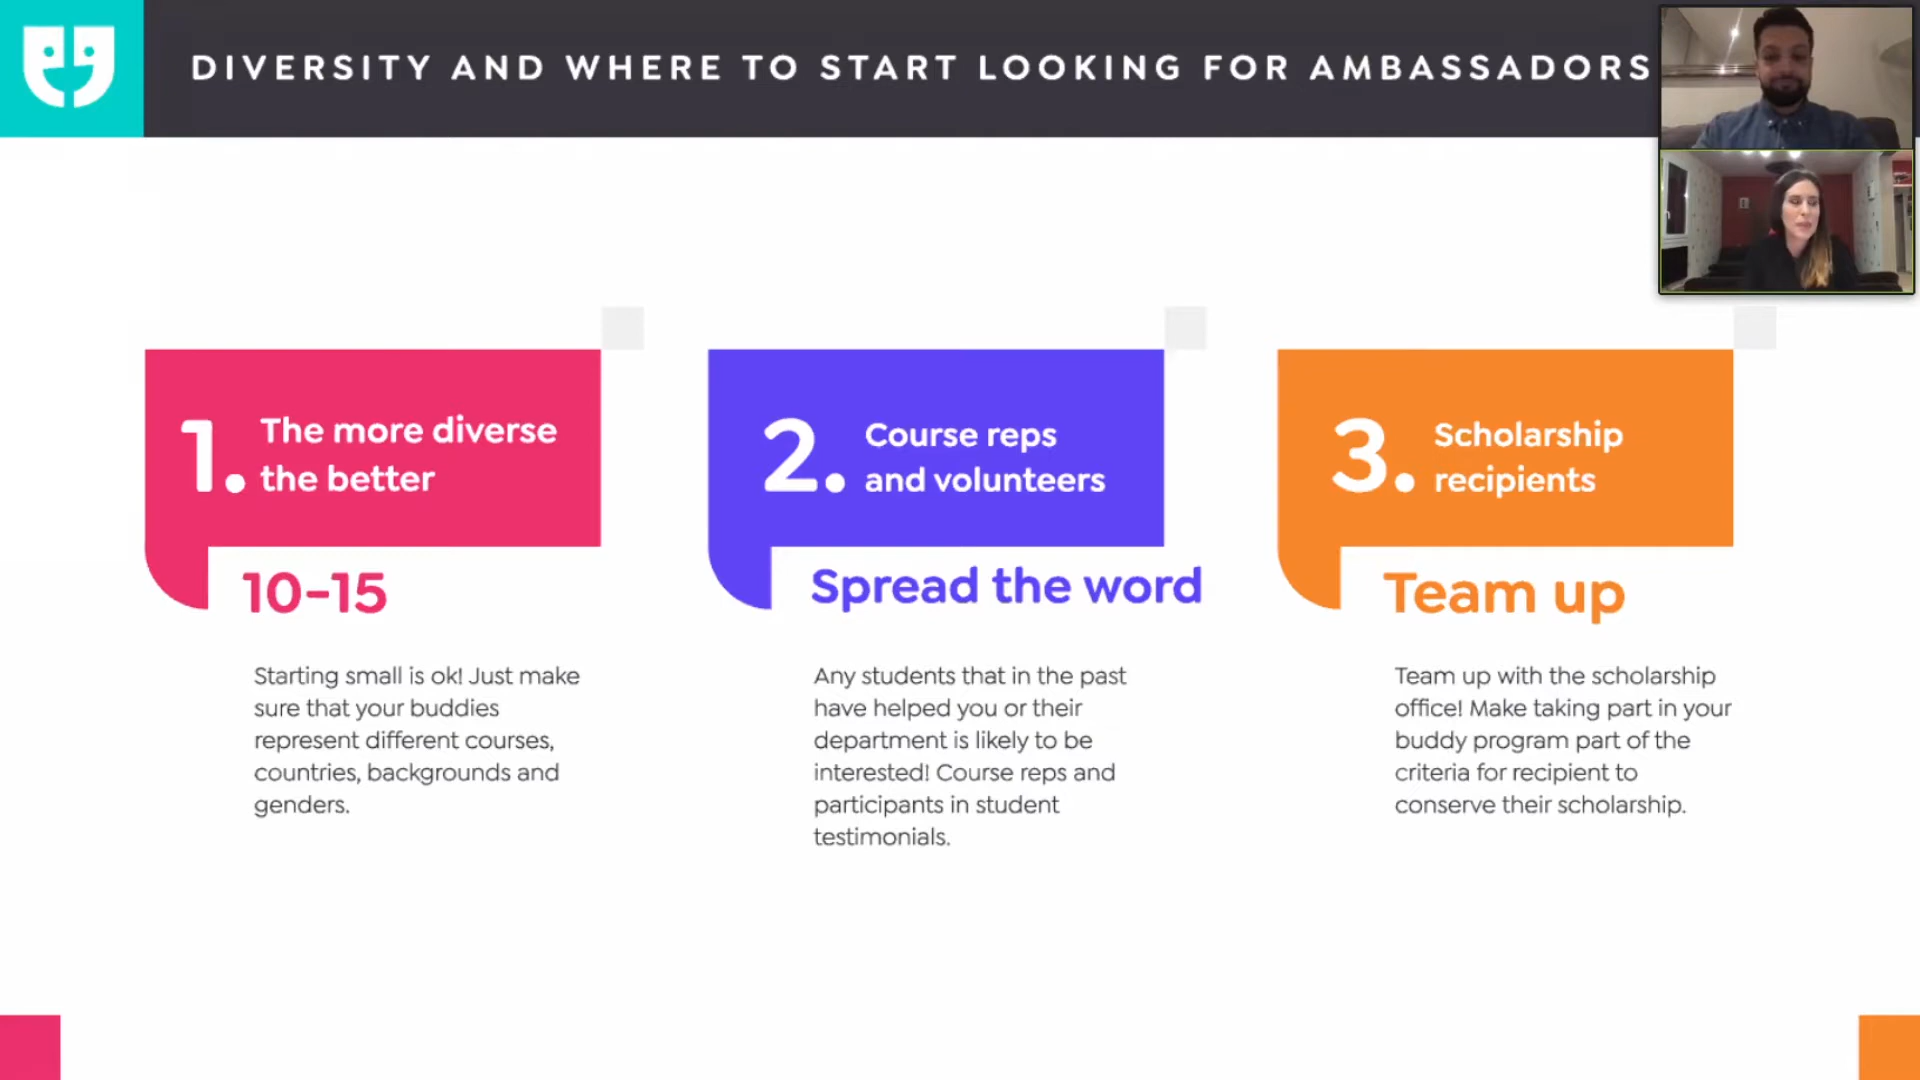 DIVERSITY AND WHERE TO START LOOKING FOR AMBASSADORS
1.
The more diverse
the better
10-15
Starting small is ok! Just make
sure that your buddies
represent different courses,
countries, backgrounds and
genders.
2.
Course reps
and volunteers
Spread the word
Any students that in the past
have helped you or their
department is likely to be
interested! Course reps and
participants in student
testimonials.
3.
Scholarship
recipients
Team up
Team up with the scholarship
office! Make taking part in your
buddy program part of the
criteria for recipient to
conserve their scholarship.